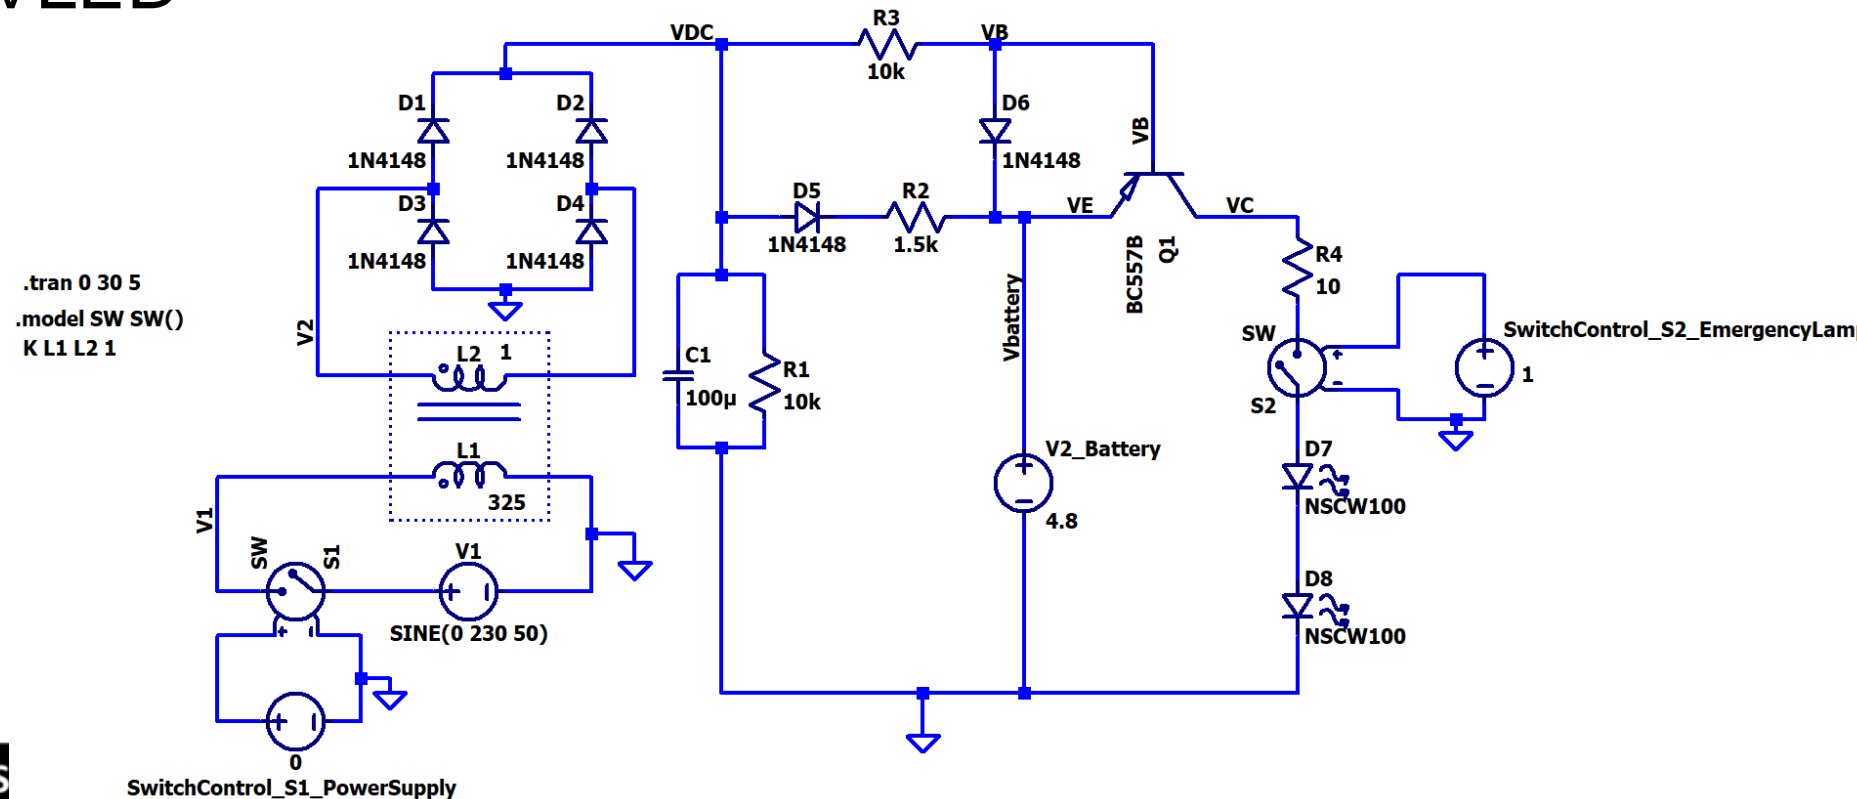 VDC
R3
10k
VB
D1
1N4148
D2
1N4148
D6
1N4148
VB
D3
1N4148
D4
1N4148
D5
1N4148
R2
1.5k
VE
VC
BC557B
Q1
R4
10
.tran 0 30 5
.model SW SW()
K L1 L2 1
V2
L2 1
C1
100µ
R1
10k
Vbattery
SW
S2
SwitchControl_S2_EmergencyLam
1
L1
325
V2_Battery
4.8
D7
NSCW100
V1
SW
S1
V1
SINE(0 230 50)
D8
NSCW100
0
SwitchControl_S1_PowerSupply